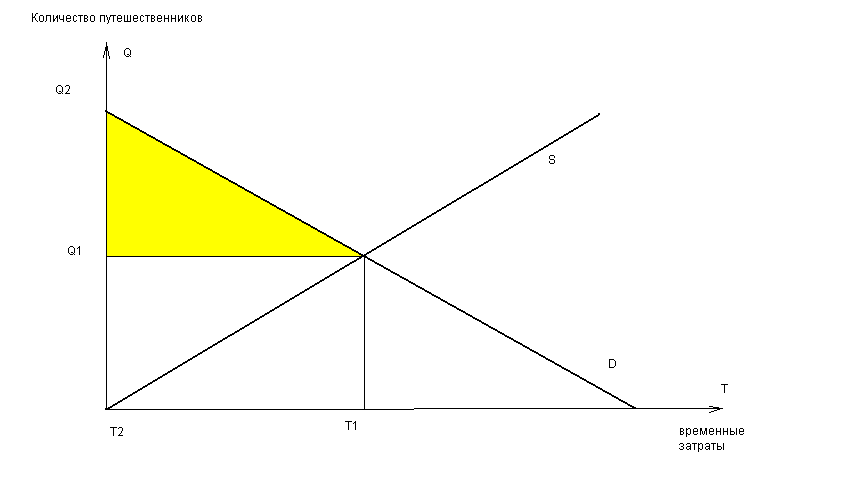 Количество путешественников
Q
Q2
S
Q1
D
T
T2
T1
временные
затраты